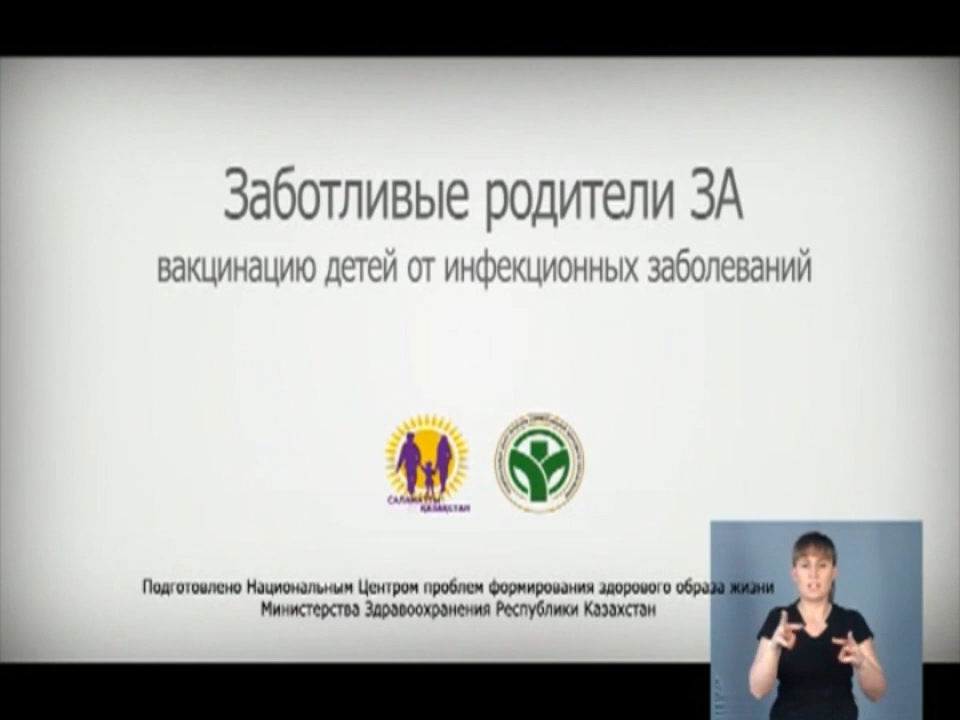 Заботливые родители ЗА
вакцинацию детей от инфекционных заболеваний
САЛАМАТТЫ
ҚАЗАҚСТАН
Подготовлено Национальным Центром проблем формирования здорового образа жизни
Министерства Здравоохранения Республики Казахстан